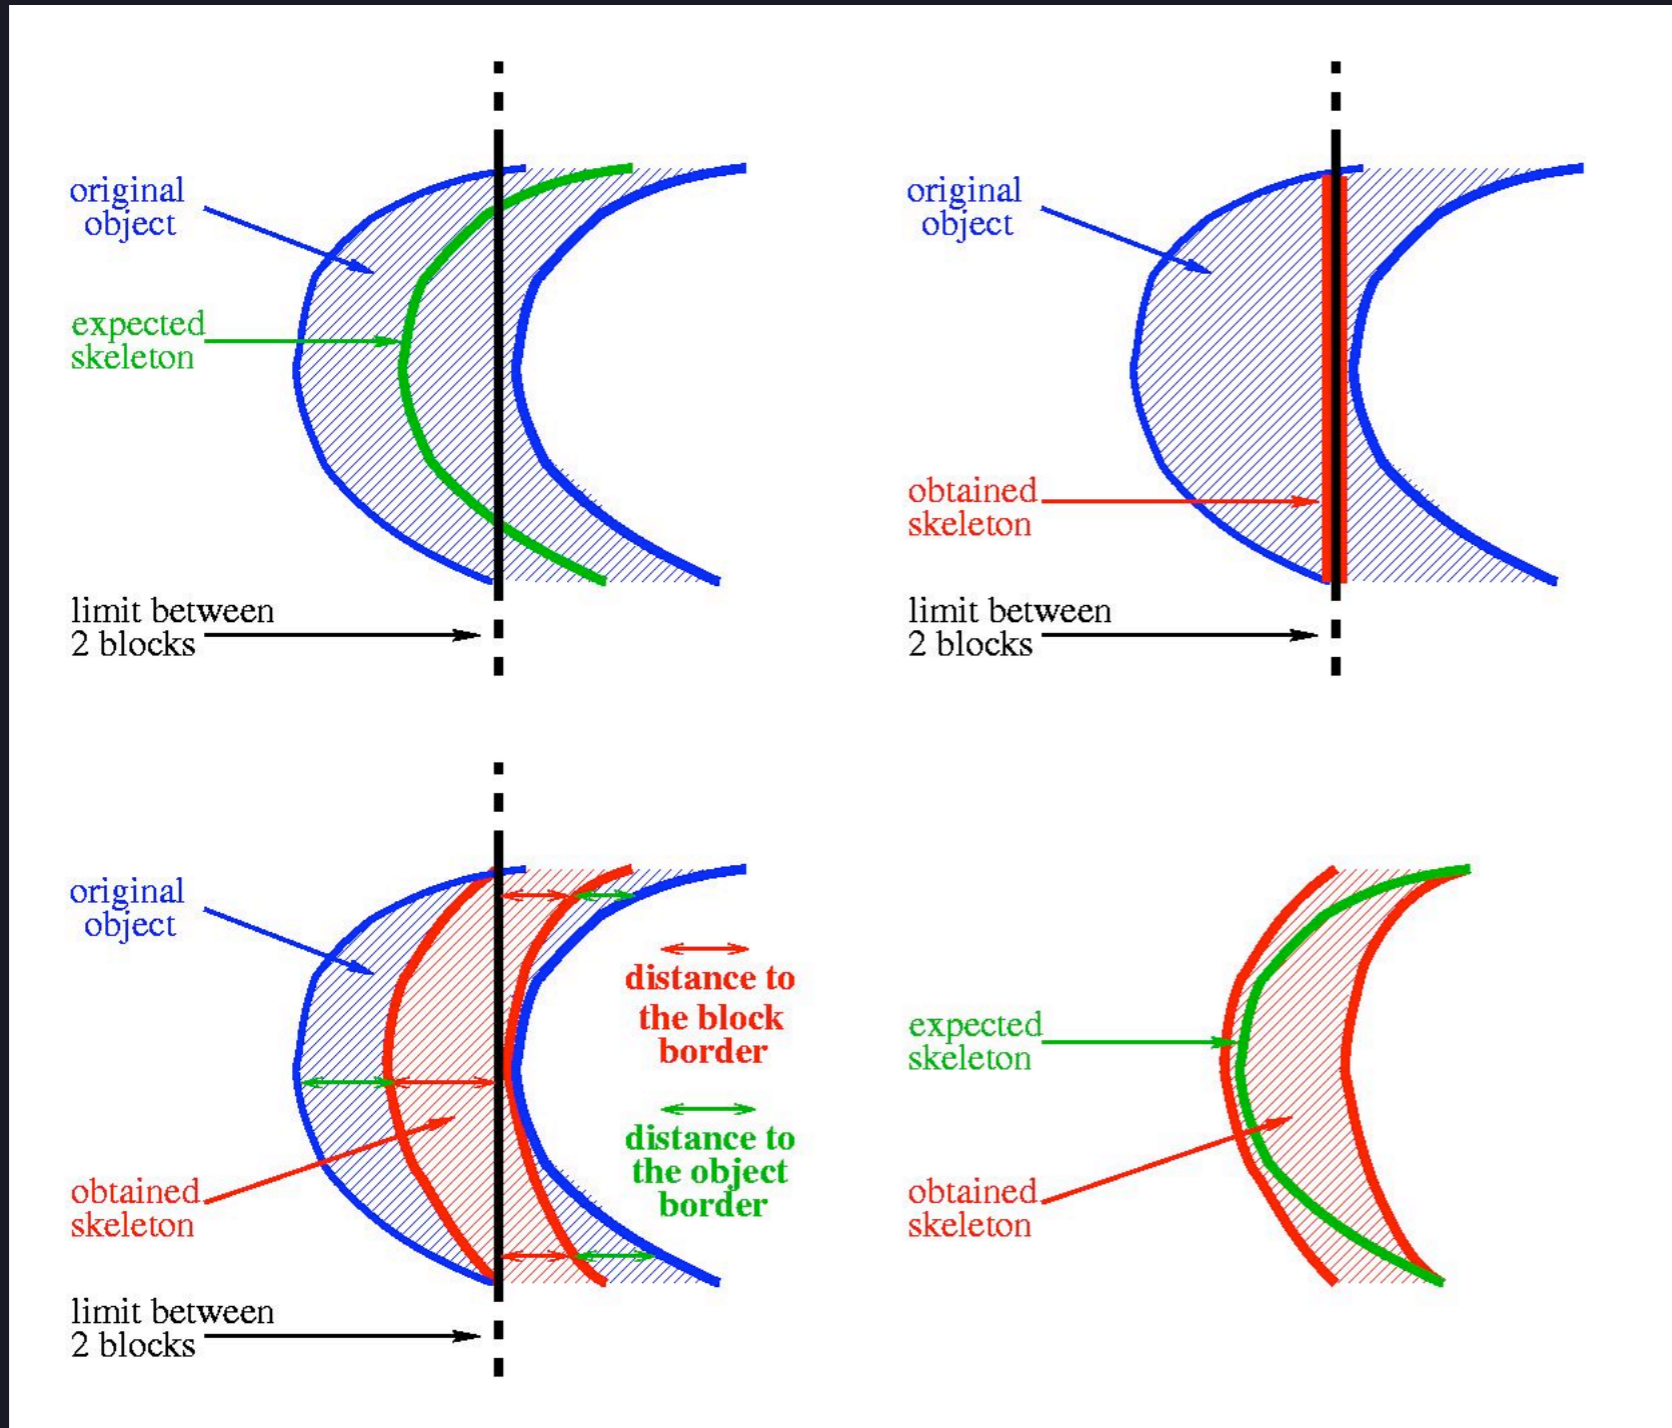 original
object
expected
skeleton
limit between
2 blocks
original
object
obtained
skeleton
limit between
2 blocks
original
object
distance to
the block
border
distance to
the object
border
obtained
skeleton
limit between
2 blocks
expected
skeleton
obtained
skeleton